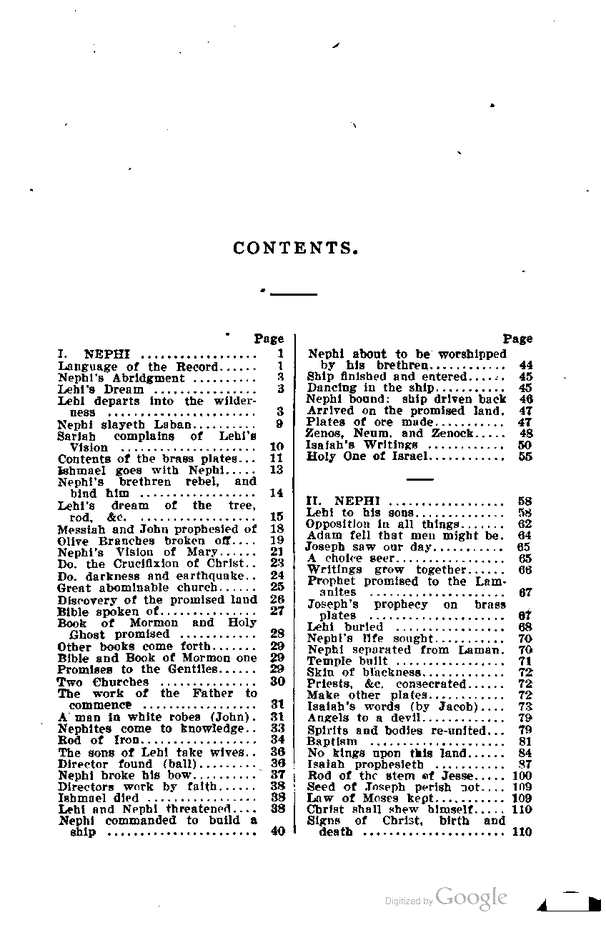 CONTENTS.
Page
I. NEPHI .................. 1
Language of the Record...... 1
Nephi's Abridgment .......... 3
Lehi's Dream ................ 3
Lehi departs into the wilder-
ness ....................... 3
Nephi slayeth Laban.......... 9
Sariah complains of Lehi's
Vision ..................... 10
Contents of the brass plates... 11
Ishmael goes with Nephi..... 13
Nephi's brethren rebel, and
bind him .................. 14
Lehi's dream of the tree,
rod, &c. .................. 15
Messiah and John prophesied of 18
Olive Branches broken off.... 19
Nephi's Vision of Mary...... 21
Do. the Crucifixion of Christ.. 23
Do. darkness and earthquake.. 24
Great abominable church...... 25
Discovery of the promised land 26
Bible spoken of............... 27
Book of Mormon and Holy
Ghost promised ............ 28
Other books come forth....... 29
Bible and Book of Mormon one 29
Promises to the Gentiles...... 29
Two Churches ............... 30
The work of the Father to
commence ................. 31
A man in white robes (John). 31
Nephites come to knowledge.. 33
Rod of Iron.................. 34
The sons of Lehi take wives.. 36
Director found (ball)......... 36
Nephi broke his bow.......... 37
Directors work by faith...... 38
Ishmael died ................. 38
Lehi and Nephi threatened.... 38
Nephi commanded to build a
ship ....................... 40
Page
Nephi about to be worshipped
by his brethren............ 44
Ship finished and entered...... 45
Dancing in the ship........... 45
Nephi bound: ship driven back 46
Arrived on the promised land. 47
Plates of ore made........... 47
Zenos, Neum, and Zenock..... 48
Isaiah's Writings ............ 50
Holy One of Israel............ 55
II. NEPHI .................. 58
Lehi to his sons.............. 58
Opposition in all things....... 62
Adam fell that men might be. 64
Joseph saw our day........... 65
A choice seer................. 65
Writings grow together...... 66
Prophet promised to the Lam-
anites ..................... 67
Joseph's prophecy on brass
plates ..................... 67
Lehi buried ................. 68
Nephi's life sought........... 70
Nephi separated from Laman. 70
Temple built ................. 71
Skin of blackness............. 72
Priests, &c. consecrated...... 72
Make other plates............ 72
Isaiah's words (by Jacob).... 73
Angels to a devil............. 79
Spirits and bodies re-united... 79
Baptism ..................... 81
No kings upon this land...... 84
Isaiah prophesieth ........... 87
Rod of the stem of Jesse..... 100
Seed of Joseph perish not.... 109
Law of Moses kept........... 109
Christ shall shew himself..... 110
Signs of Christ, birth and
death ...................... 110
Digitized by Google